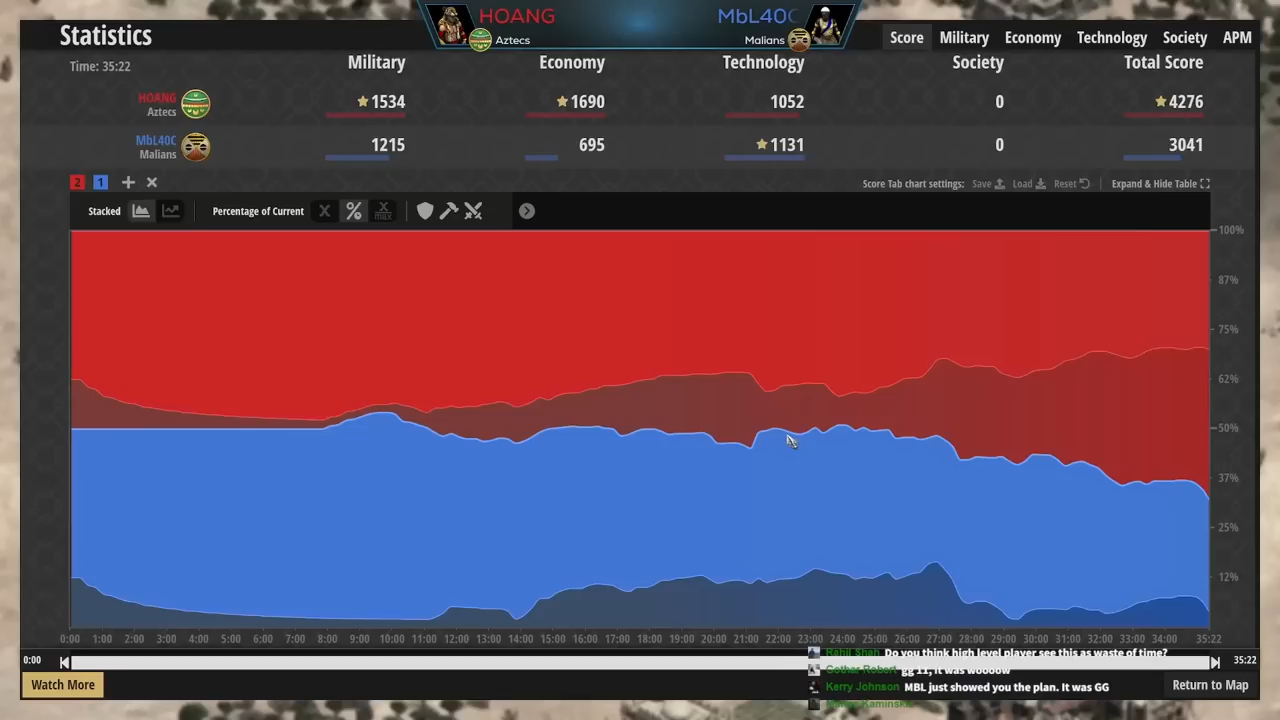 HOANG
Aztecs
MbL40C
Malians
Statistics
Score Military Economy Technology Society APM
Time: 35:22
Military Economy Technology Society Total Score
HOANG
Aztecs
1534 1690 1052 0 4276
MbL40C
Malians
1215 695 1131 0 3041
2 1
Score Tab chart settings: Save Load Reset Expand & Hide Table
Stacked Percentage of Current X % X
100%
87%
75%
62%
50%
37%
25%
12%
0:00 1:00 2:00 3:00 4:00 5:00 6:00 7:00 8:00 9:00 10:00 11:00 12:00 13:00 14:00 15:00 16:00 17:00 18:00 19:00 20:00 21:00 22:00 23:00 24:00 25:00 26:00 27:00 28:00 29:00 30:00 31:00 32:00 33:00 34:00 35:22
0:00 35:22
Rahil Shah Do you think high level player see this as waste of time?
Gothar Robert gg 11, it was woooow
Kerry Johnson MBL just showed you the plan. It was GG
Watch More
Return to Map